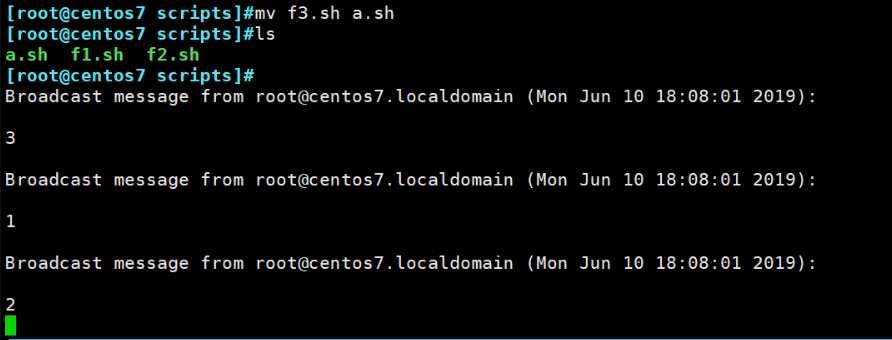 [root@centos7 scripts]#mv f3.sh a.sh
[root@centos7 scripts]#ls
a.sh  f1.sh  f2.sh
[root@centos7 scripts]#
Broadcast message from root@centos7.localdomain (Mon Jun 10 18:08:01 2019):
3
Broadcast message from root@centos7.localdomain (Mon Jun 10 18:08:01 2019):
1
Broadcast message from root@centos7.localdomain (Mon Jun 10 18:08:01 2019):
2